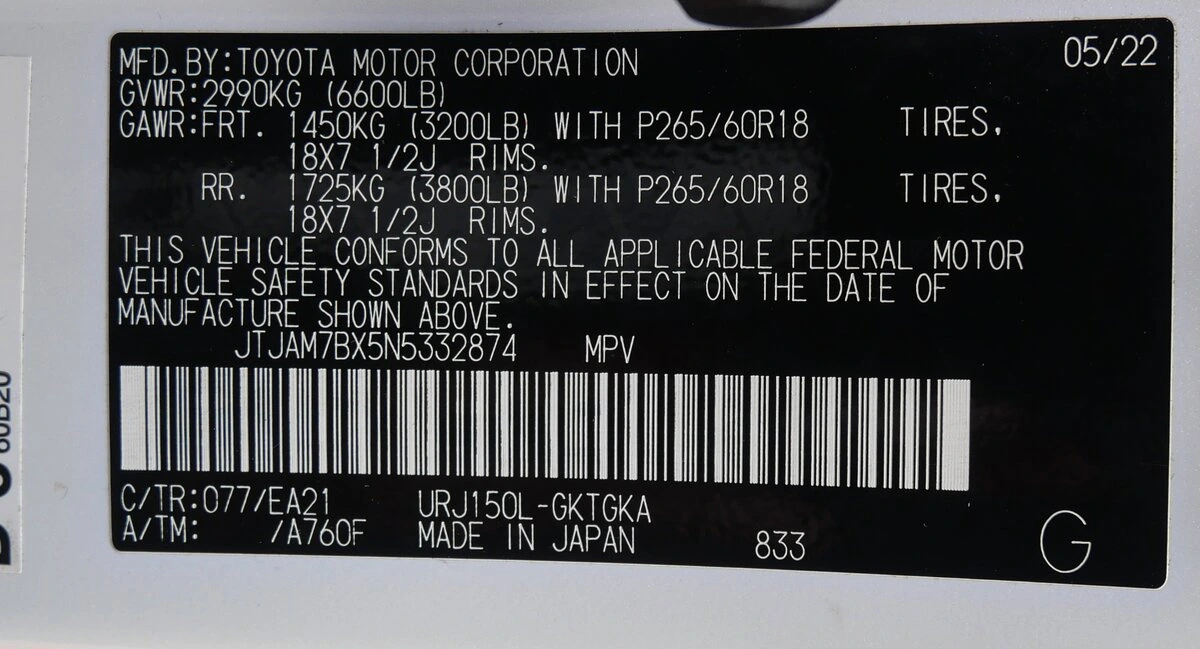 MFD.BY:TOYOTA MOTOR CORPORATION 05/22
GVWR:2990KG (6600LB)
GAWR:FRT. 1450KG (3200LB) WITH P265/60R18 TIRES,
18X7 1/2J RIMS.
RR. 1725KG (3800LB) WITH P265/60R18 TIRES,
18X7 1/2J RIMS.
THIS VEHICLE CONFORMS TO ALL APPLICABLE FEDERAL MOTOR
VEHICLE SAFETY STANDARDS IN EFFECT ON THE DATE OF
MANUFACTURE SHOWN ABOVE.
JTJAM7BX5N5332874 MPV
C/TR:077/EA21 URJ150L-GKTGKA
A/TM: /A760F MADE IN JAPAN 833 G